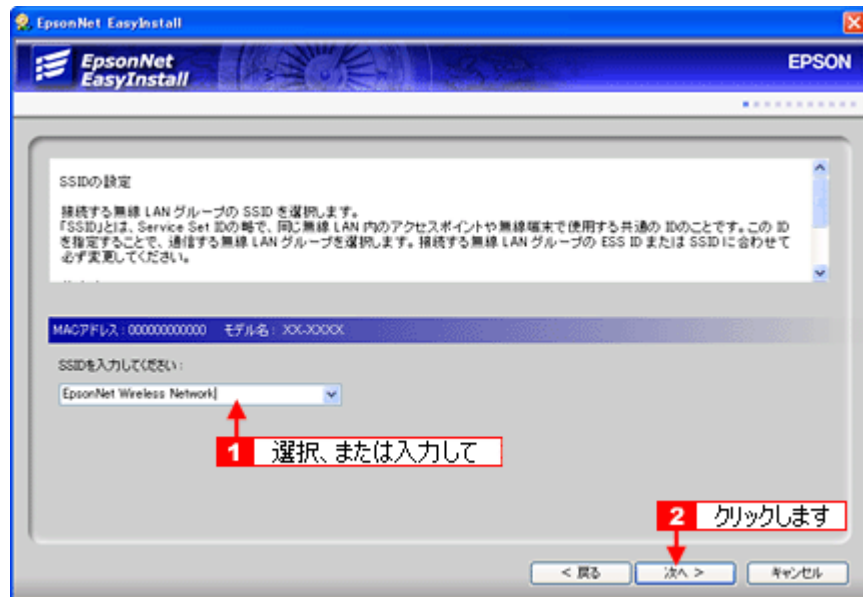 EpsonNet EasyInstall
EpsonNet
EasyInstall
EPSON
SSIDの設定
接続する無線 LAN グループの SSID を選択します。
「SSID」とは、Service Set IDの略で、同じ無線 LAN 内のアクセスポイントや無線端末で使用する共通の IDのことです。この ID
を指定することで、通信する無線 LAN グループを選択します。接続する無線 LAN グループの ESS ID または SSID に合わせて
必ず変更してください。
MACアドレス : 000000000000 モデル名 : XX-XXXX
SSIDを入力してください :
EpsonNet Wireless Network
1 選択、または入力して
2 クリックします
< 戻る 次へ > キャンセル